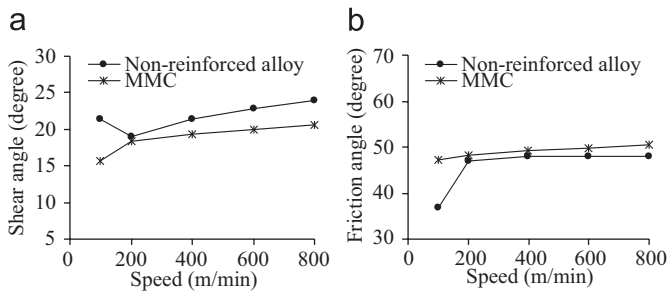 a
Shear angle (degree)
30
25
20
15
10
5
Non-reinforced alloy
MMC
0
200
400
600
800
Speed (m/min)
b
Friction angle (degree)
70
60
50
40
30
Non-reinforced alloy
MMC
0
200
400
600
800
Speed (m/min)